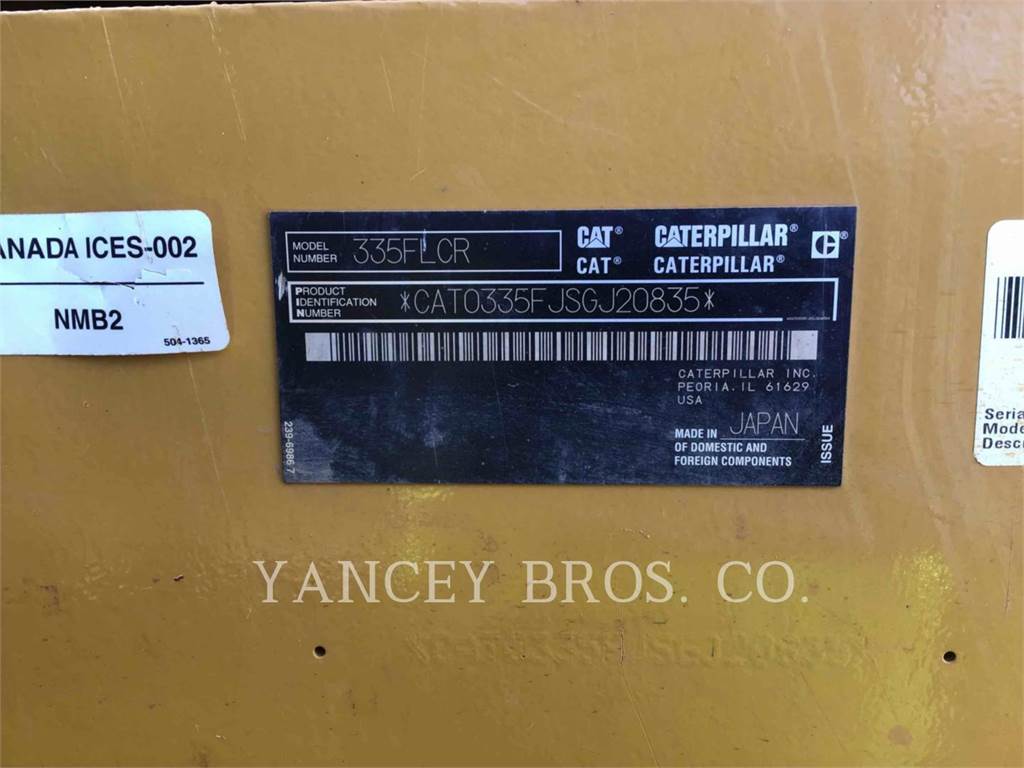 ANADA ICES-002
NMB2
504-1365
MODEL NUMBER 335FLCR
CAT® CATERPILLAR®
CAT® CATERPILLAR®
PRODUCT IDENTIFICATION NUMBER *CAT0335FJSGJ20835*
CATERPILLAR INC.
PEORIA, IL 61629
USA
MADE IN JAPAN
OF DOMESTIC AND
FOREIGN COMPONENTS
ISSUE
239-6986 7
Seria
Mode
Desc
YANCEY BROS. CO.